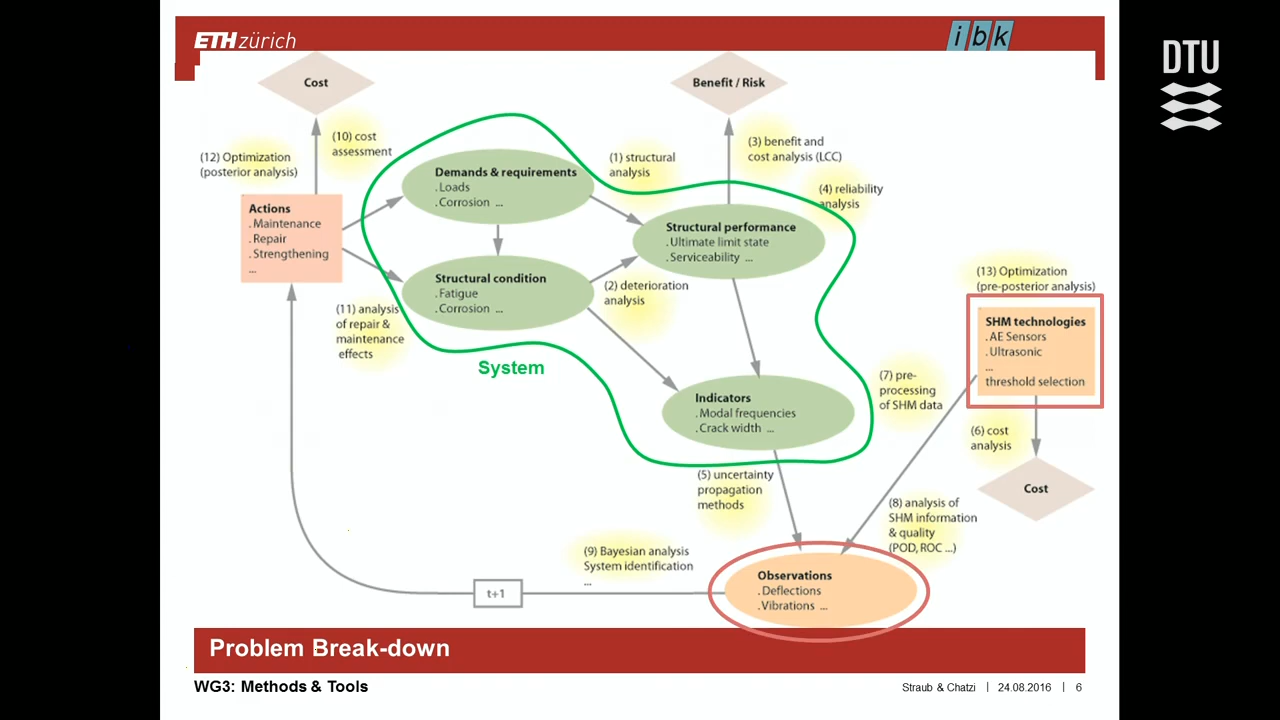 ETH zürich
ibk
DTU
Cost
Benefit / Risk
(10) cost
assessment
(12) Optimization
(posterior analysis)
(1) structural
analysis
(3) benefit and
cost analysis (LCC)
(4) reliability
analysis
Demands & requirements
. Loads
. Corrosion ...
Actions
. Maintenance
. Repair
. Strengthening
...
Structural performance
. Ultimate limit state
. Serviceability ...
Structural condition
. Fatigue
. Corrosion ...
(2) deterioration
analysis
(11) analysis
of repair &
maintenance
effects
(13) Optimization
(pre-posterior analysis)
SHM technologies
. AE Sensors
. Ultrasonic
...
threshold selection
System
(7) pre-
processing
of SHM data
Indicators
. Modal frequencies
. Crack width ...
(6) cost
analysis
Cost
(5) uncertainty
propagation
methods
(8) analysis of
SHM information
& quality
(POD, ROC ...)
(9) Bayesian analysis
System identification
...
Observations
. Deflections
. Vibrations ...
t+1
Problem Break-down
WG3: Methods & Tools
Straub & Chatzi | 24.08.2016 | 6